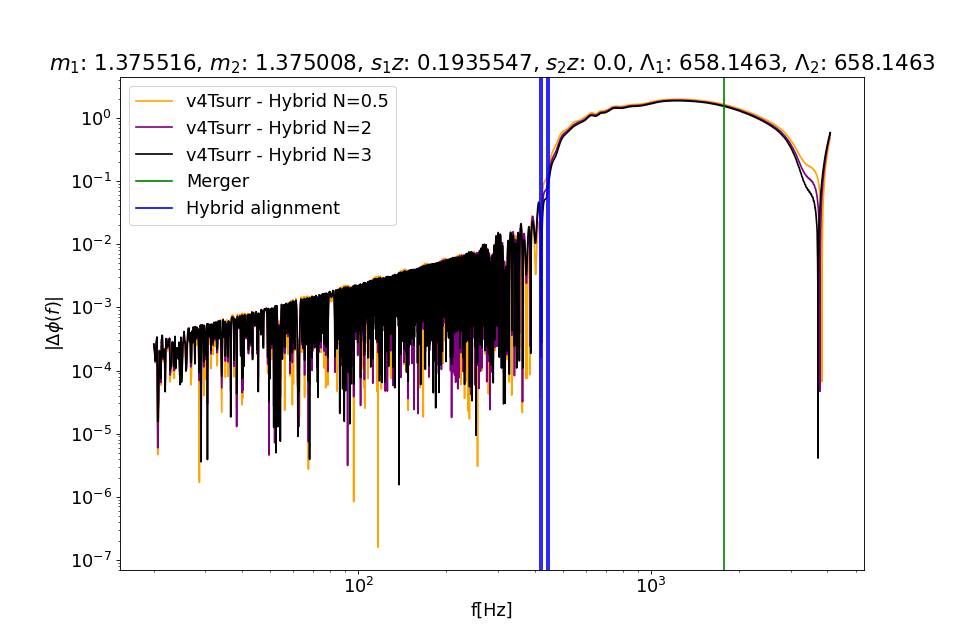 m₁: 1.375516, m₂: 1.375008, s₁z: 0.1935547, s₂z: 0.0, Λ₁: 658.1463, Λ₂: 658.1463
v4Tsurr - Hybrid N=0.5
v4Tsurr - Hybrid N=2
v4Tsurr - Hybrid N=3
Merger
Hybrid alignment
|Δϕ(f)|
10⁰
10⁻¹
10⁻²
10⁻³
10⁻⁴
10⁻⁵
10⁻⁶
10⁻⁷
10² 10³
f[Hz]